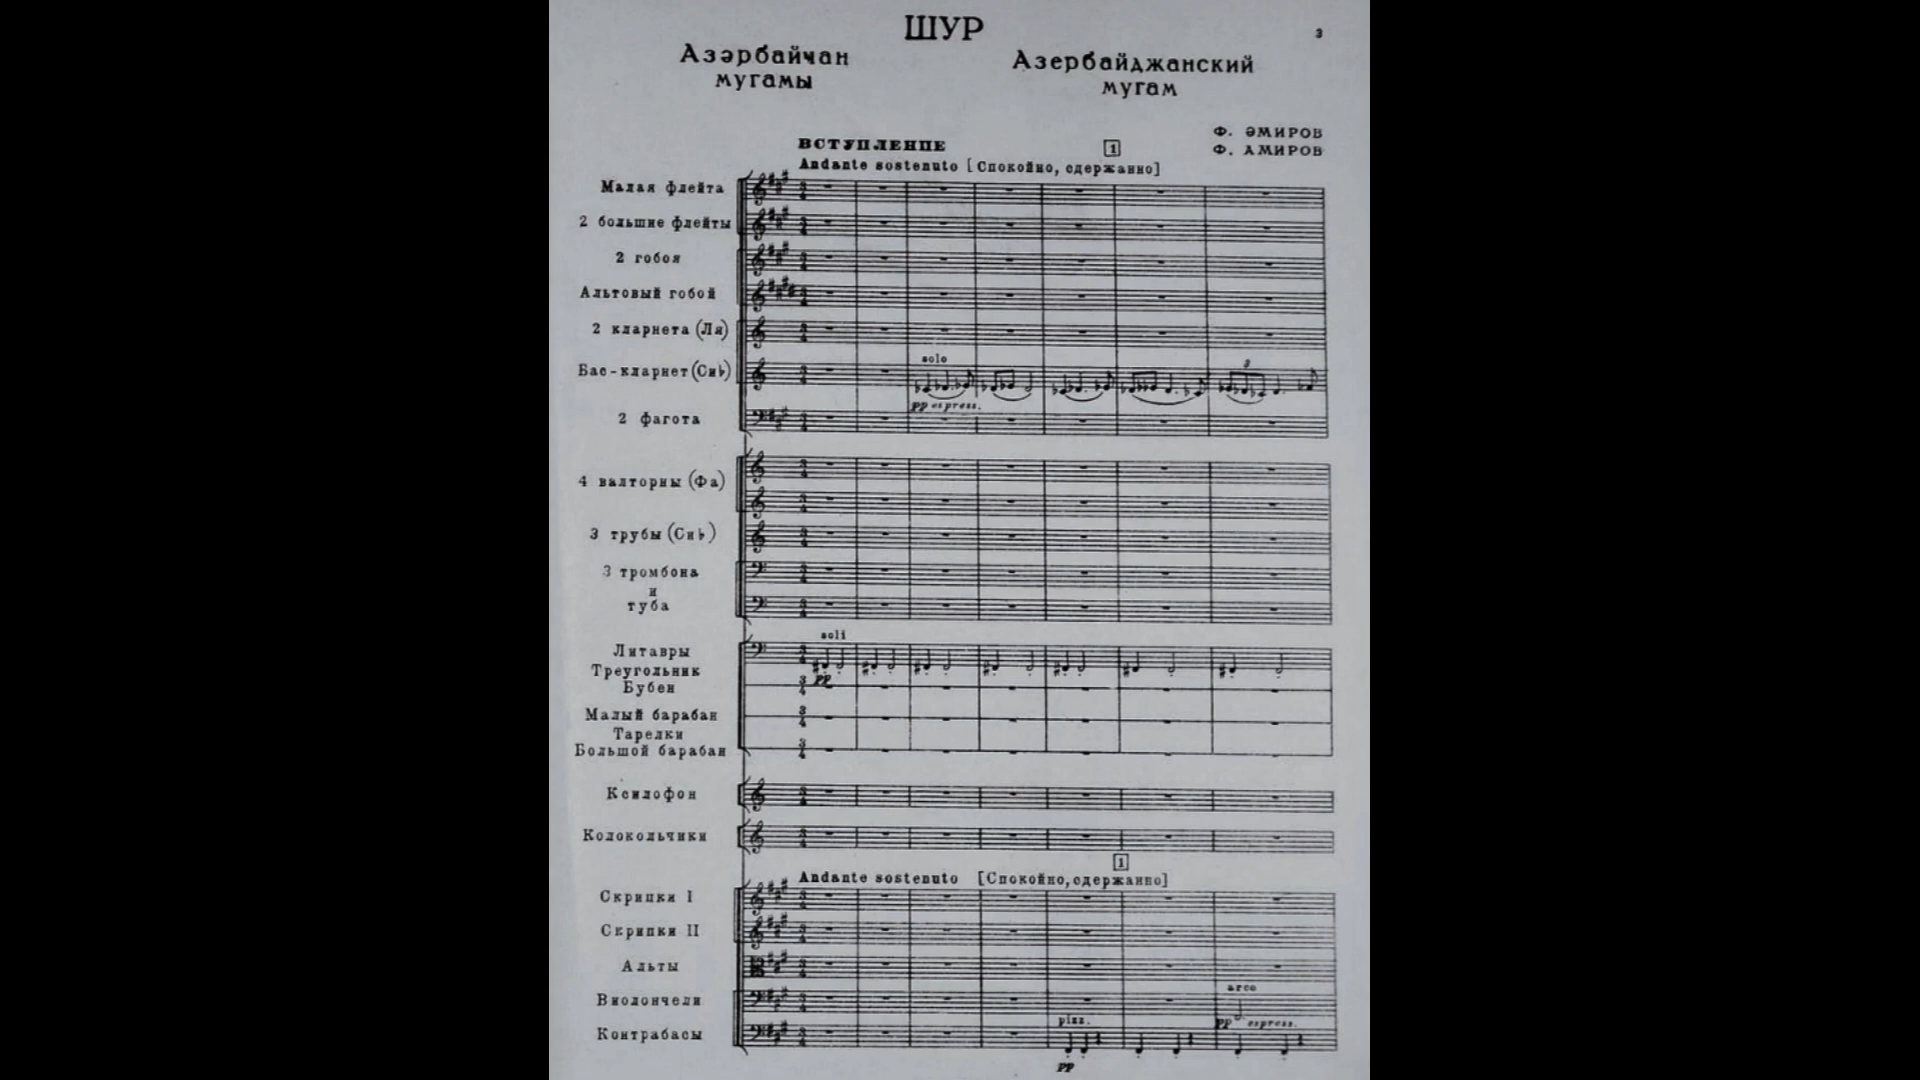 ШУР
3
Азәрбайҹан
мугамы
Азербайджанский
мугам
Ф. ӘМИРОВ
Ф. АМИРОВ
ВСТУПЛЕНИЕ
1
Andante sostenuto [Спокойно, сдержанно]
Малая флейта
2 большие флейты
2 гобоя
Альтовый гобой
2 кларнета (Ля)
solo
3
Бас-кларнет (Си♭)
pp espress.
2 фагота
4 валторны (Фа)
3 трубы (Си♭)
3 тромбона
и
туба
soli
Литавры
Треугольник
pp
Бубен
Малый барабан
Тарелки
Большой барабан
Ксилофон
Колокольчики
1
Andante sostenuto [Спокойно, сдержанно]
Скрипки I
Скрипки II
Альты
arco
Виолончели
pizz.
pp espress.
Контрабасы
pp